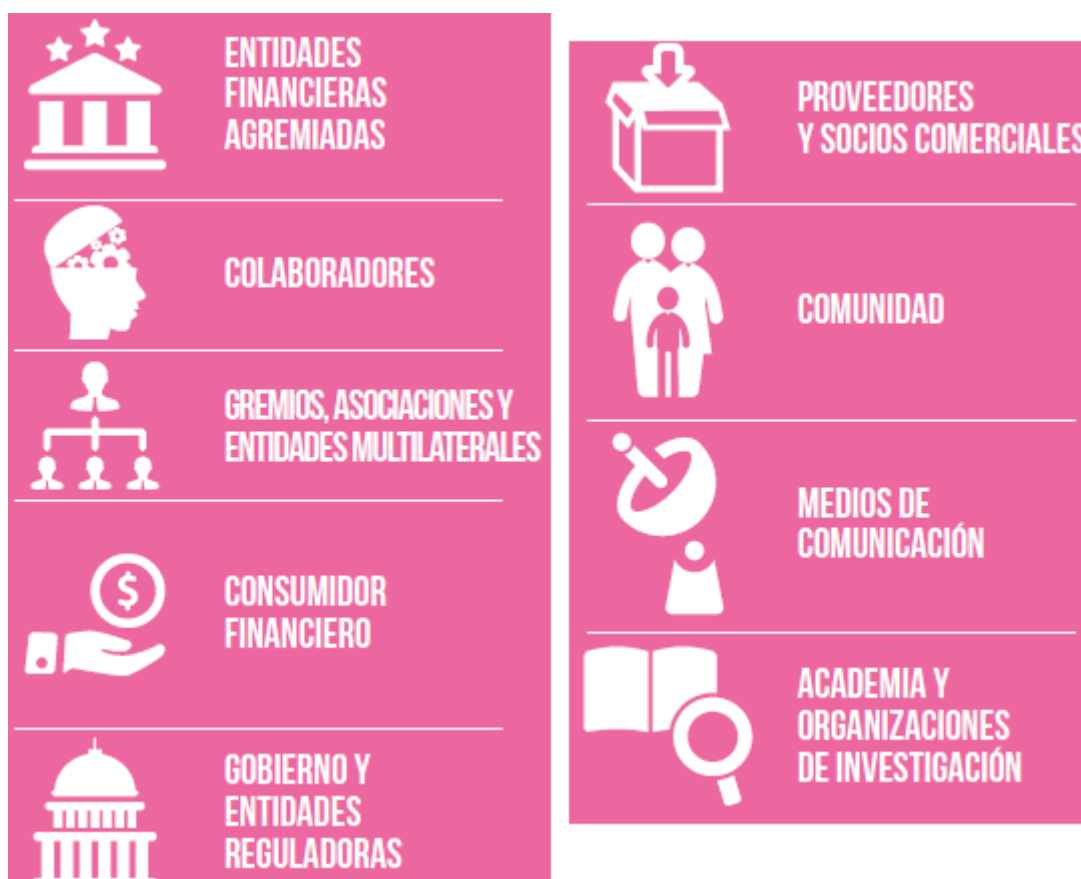 ENTIDADES
FINANCIERAS
AGREMIADAS
COLABORADORES
GREMIOS, ASOCIACIONES Y
ENTIDADES MULTILATERALES
$
CONSUMIDOR
FINANCIERO
GOBIERNO Y
ENTIDADES
REGULADORAS
PROVEEDORES
Y SOCIOS COMERCIALES
COMUNIDAD
MEDIOS DE
COMUNICACIÓN
ACADEMIA Y
ORGANIZACIONES
DE INVESTIGACIÓN